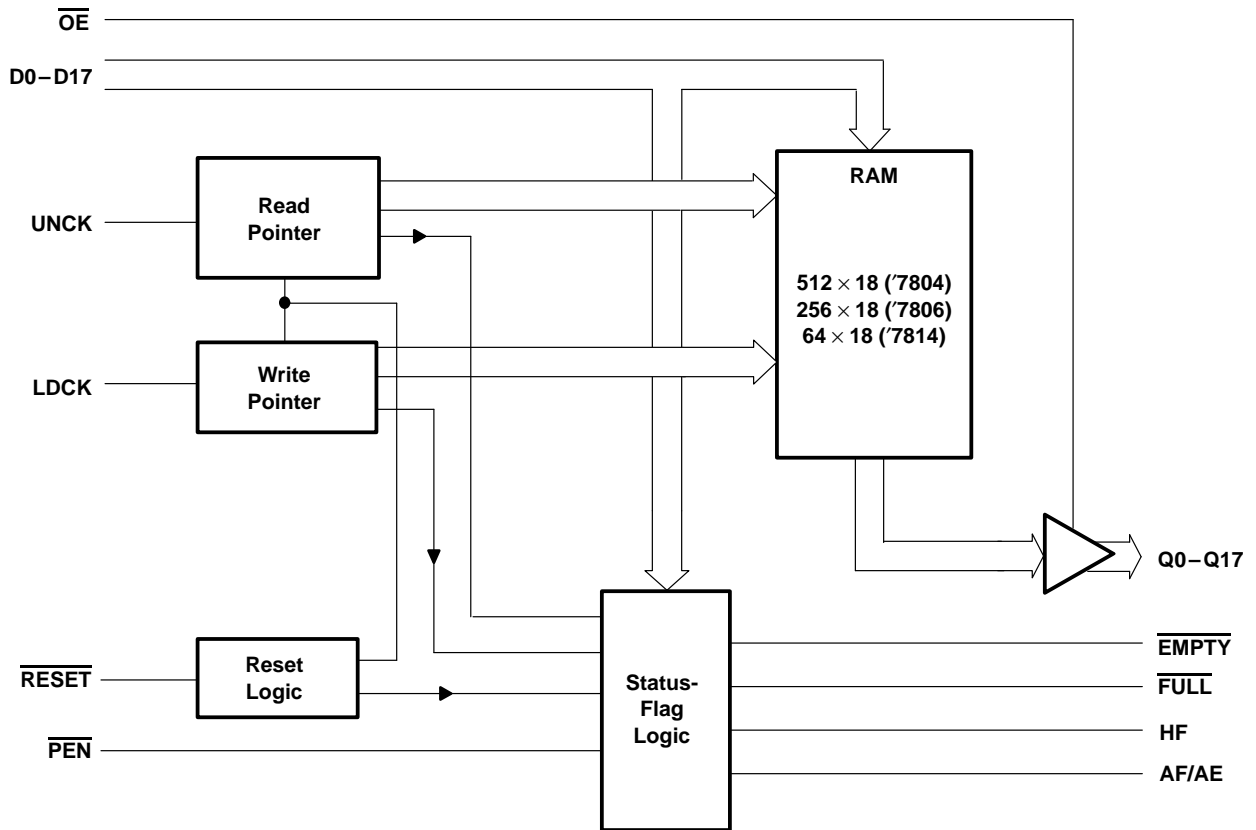 OE
D0–D17
RAM
Read
Pointer
UNCK
512 × 18 (′7804)
256 × 18 (′7806)
64 × 18 (′7814)
Write
Pointer
LDCK
Q0–Q17
EMPTY
Reset
Logic
RESET
FULL
Status-
Flag
Logic
HF
PEN
AF/AE